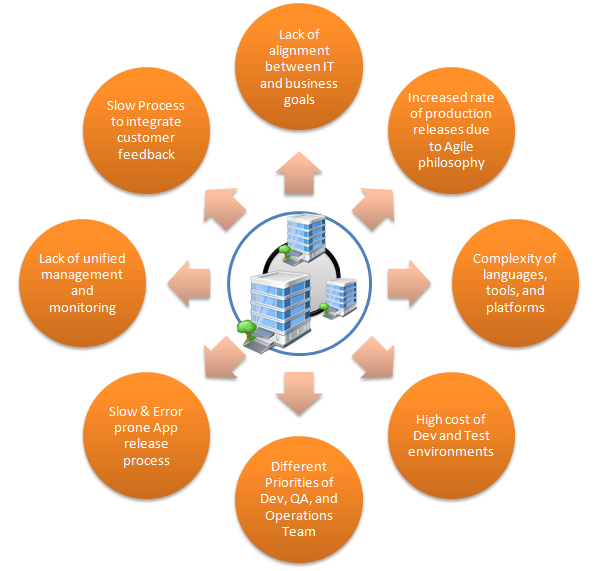 Lack of
alignment
between IT
and business
goals
Increased rate
of production
releases due
to Agile
philosophy
Complexity of
languages,
tools, and
platforms
High cost of
Dev and Test
environments
Different
Priorities of
Dev, QA, and
Operations
Team
Slow & Error
prone App
release
process
Lack of unified
management
and
monitoring
Slow Process
to integrate
customer
feedback